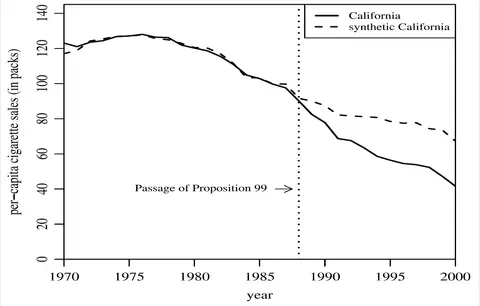 California
synthetic California
per−capita cigarette sales (in packs)
140
120
100
80
60
40
20
0
Passage of Proposition 99
1970 1975 1980 1985 1990 1995 2000
year